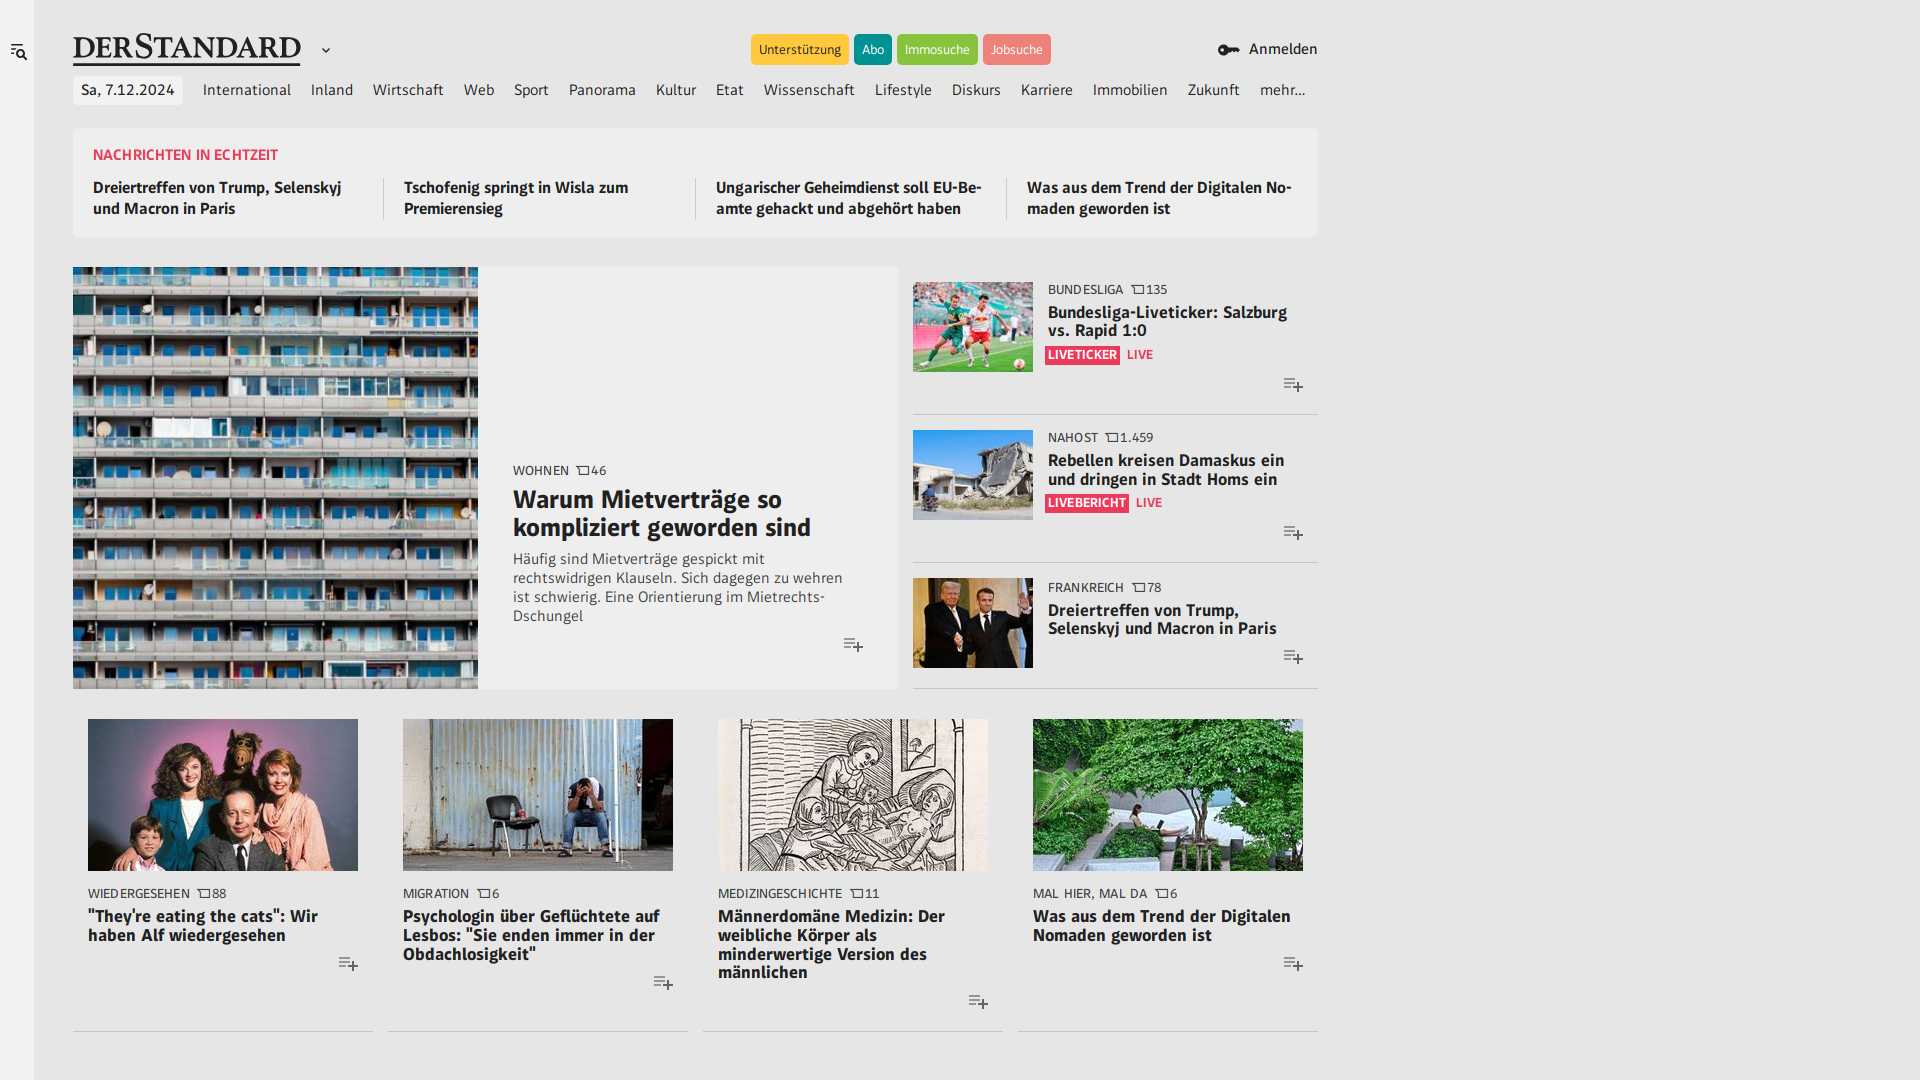 DERSTANDARD
Unterstützung
Abo
Immosuche
Jobsuche
Anmelden
Sa, 7.12.2024
International
Inland
Wirtschaft
Web
Sport
Panorama
Kultur
Etat
Wissenschaft
Lifestyle
Diskurs
Karriere
Immobilien
Zukunft
mehr...
NACHRICHTEN IN ECHTZEIT
Dreiertreffen von Trump, Selenskyj
und Macron in Paris
Tschofenig springt in Wisla zum
Premierensieg
Ungarischer Geheimdienst soll EU-Be-
amte gehackt und abgehört haben
Was aus dem Trend der Digitalen No-
maden geworden ist
WOHNEN 46
Warum Mietverträge so
kompliziert geworden sind
Häufig sind Mietverträge gespickt mit
rechtswidrigen Klauseln. Sich dagegen zu wehren
ist schwierig. Eine Orientierung im Mietrechts-
Dschungel
BUNDESLIGA 135
Bundesliga-Liveticker: Salzburg
vs. Rapid 1:0
LIVETICKER LIVE
NAHOST 1.459
Rebellen kreisen Damaskus ein
und dringen in Stadt Homs ein
LIVEBERICHT LIVE
FRANKREICH 78
Dreiertreffen von Trump,
Selenskyj und Macron in Paris
WIEDERGESEHEN 88
"They're eating the cats": Wir
haben Alf wiedergesehen
MIGRATION 6
Psychologin über Geflüchtete auf
Lesbos: "Sie enden immer in der
Obdachlosigkeit"
MEDIZINGESCHICHTE 11
Männerdomäne Medizin: Der
weibliche Körper als
minderwertige Version des
männlichen
MAL HIER, MAL DA 6
Was aus dem Trend der Digitalen
Nomaden geworden ist